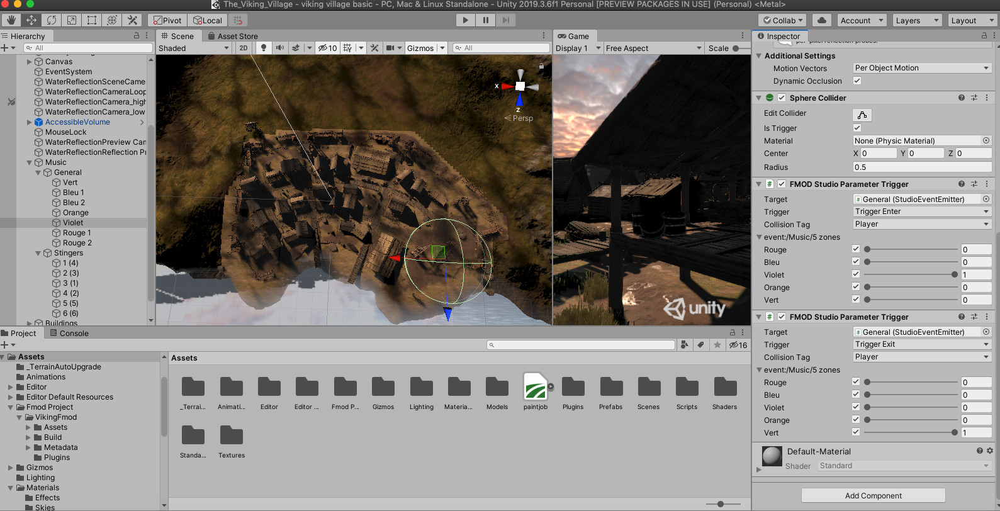 The_Viking_Village - viking village basic - PC, Mac & Linux Standalone - Unity 2019.3.6f1 Personal [PREVIEW PACKAGES IN USE] (Personal) <Metal>
Pivot Local Collab Account Layers Layout
Hierarchy
All
Canvas
EventSystem
WaterReflectionSceneCame
WaterReflectionCameraLoop
WaterReflectionCamera_high
WaterReflectionCamera_low
AccessibleVolume
MouseLock
WaterReflectionPreview Can
WaterReflectionReflection Pr
Music
General
Vert
Bleu 1
Bleu 2
Orange
Violet
Rouge 1
Rouge 2
Stingers
1 (4)
2 (3)
3 (1)
4 (2)
5 (5)
6 (6)
Buildings
Scene Asset Store
Shaded 2D 10 Gizmos All
x
z
Persp
Game
Display 1 Free Aspect Scale
unity
Inspector
per-pixel reflection probes.
Additional Settings
Motion Vectors Per Object Motion
Dynamic Occlusion
Sphere Collider
Edit Collider
Is Trigger
Material None (Physic Material)
Center X 0 Y 0 Z 0
Radius 0.5
# FMOD Studio Parameter Trigger
Target # General (StudioEventEmitter)
Trigger Trigger Enter
Collision Tag Player
event:/Music/5 zones
Rouge 0
Bleu 0
Violet 1
Orange 0
Vert 0
# FMOD Studio Parameter Trigger
Target # General (StudioEventEmitter)
Trigger Trigger Exit
Collision Tag Player
event:/Music/5 zones
Rouge 0
Bleu 0
Violet 0
Orange 0
Vert 1
Default-Material
Shader Standard
Add Component
Project Console
16
Assets
_TerrainAutoUpgrade
Animations
Editor
Editor Default Resources
Fmod Project
VikingFmod
Assets
Build
Metadata
Plugins
Gizmos
Lighting
Materials
Effects
Skies
Assets
_Terrai... Animati... Editor Editor ... Fmod P... Gizmos Lighting Materia... Models paintjob Plugins Prefabs Scenes Scripts Shaders
Standa... Textures